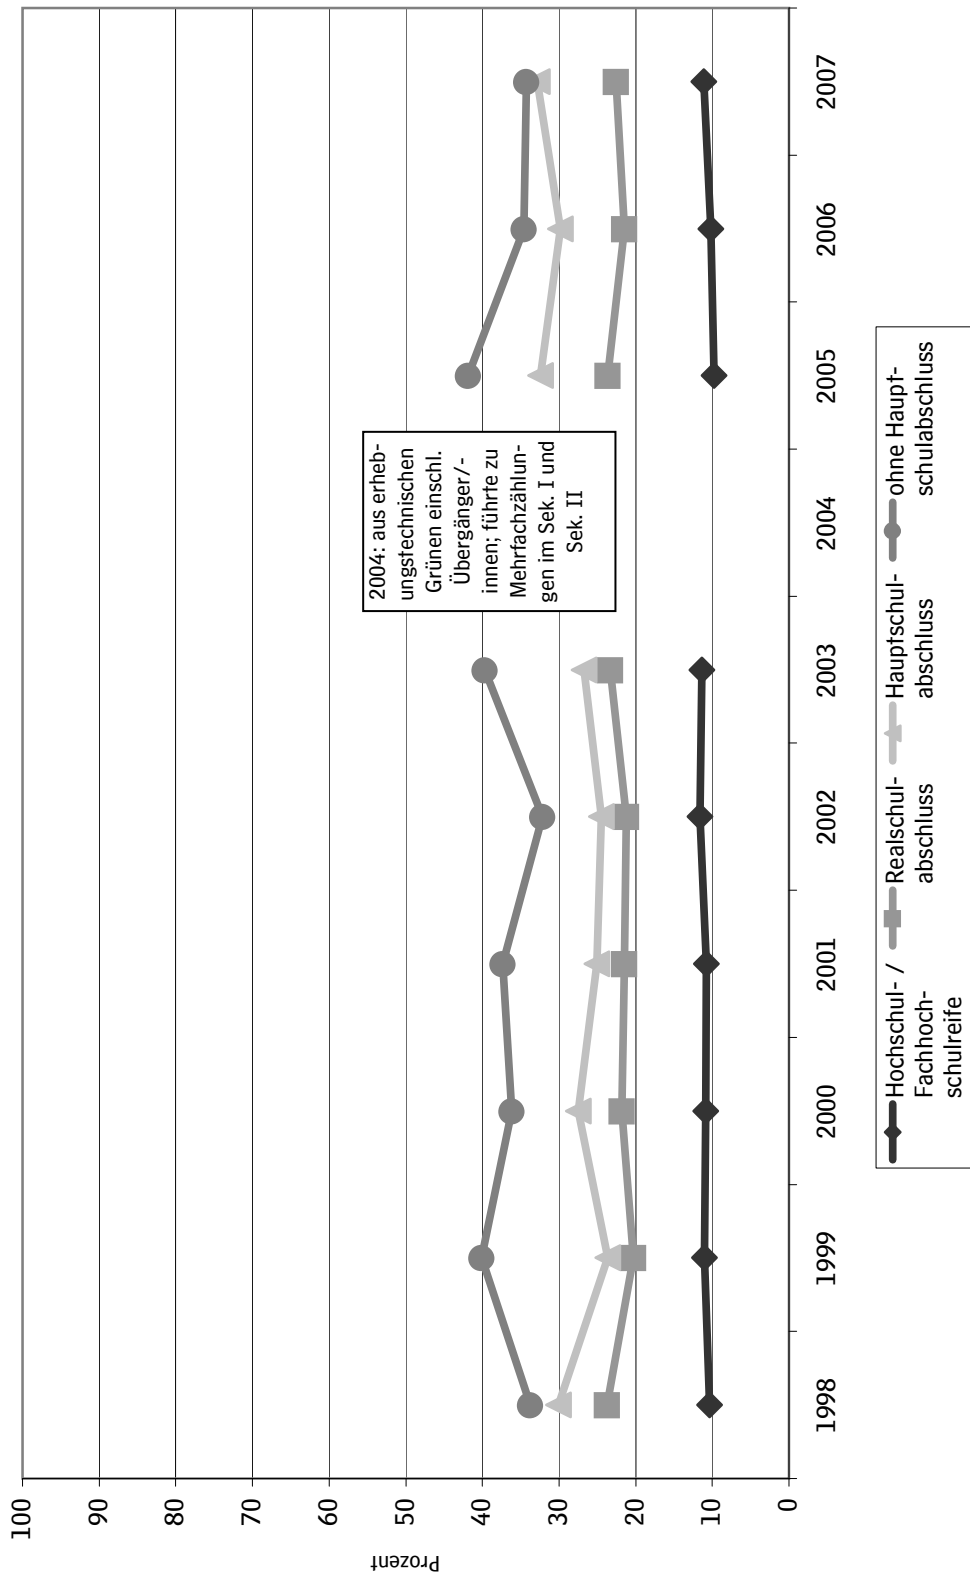 Prozent
100
90
80
70
60
50
40
30
20
10
0
2004: aus erheb-
ungstechnischen
Grünen einschl.
Übergänger/-
innen; führte zu
Mehrfachzählun-
gen im Sek. I und
Sek. II
1998
1999
2000
2001
2002
2003
2004
2005
2006
2007
Hochschul- /
Fachhoch-
schulreife
Realschul-
abschluss
Hauptschul-
abschluss
ohne Haupt-
schulabschluss